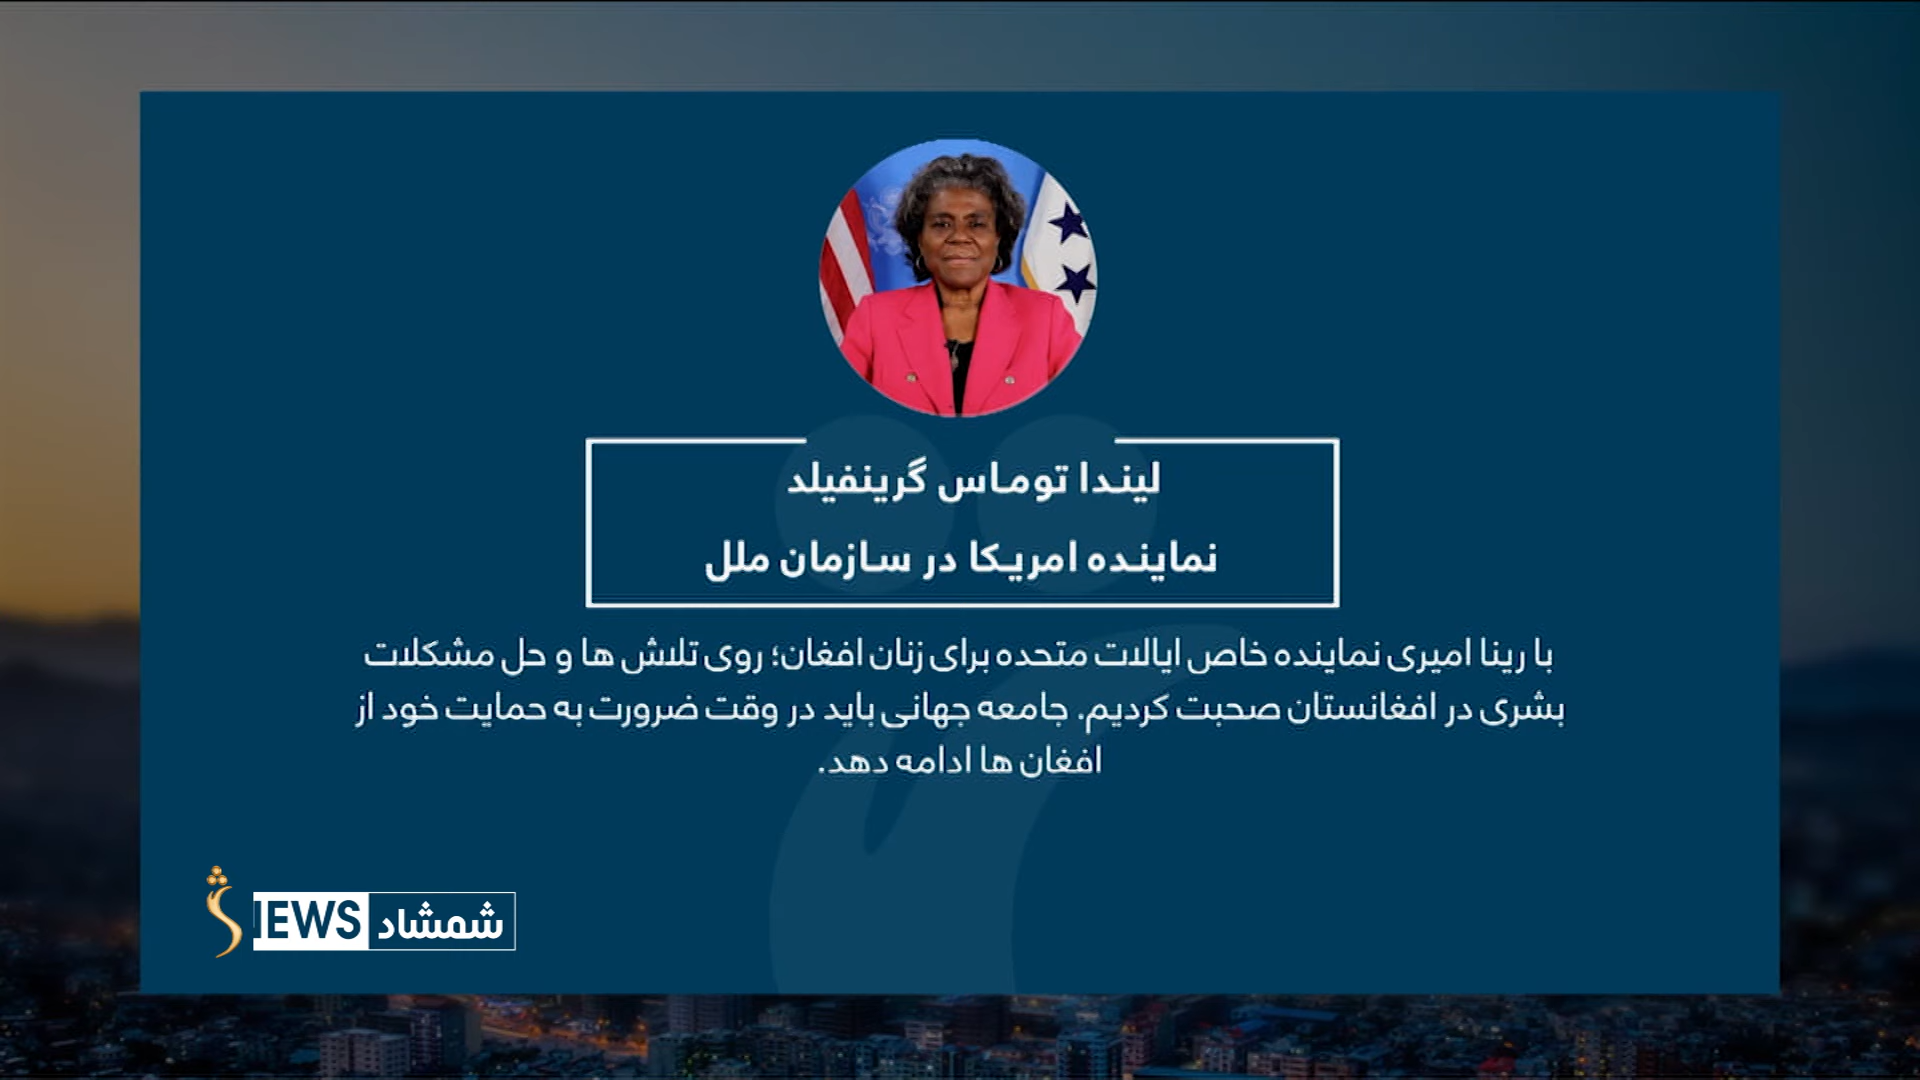 لیندا توماس گرینفیلد
نماینده امریکا در سازمان ملل
با رینا امیری نماینده خاص ایالات متحده برای زنان افغان؛ روی تلاش ها و حل مشکلات
بشری در افغانستان صحبت کردیم. جامعه جهانی باید در وقت ضرورت به حمایت خود از
افغان ها ادامه دهد.
شمشاد IEWS